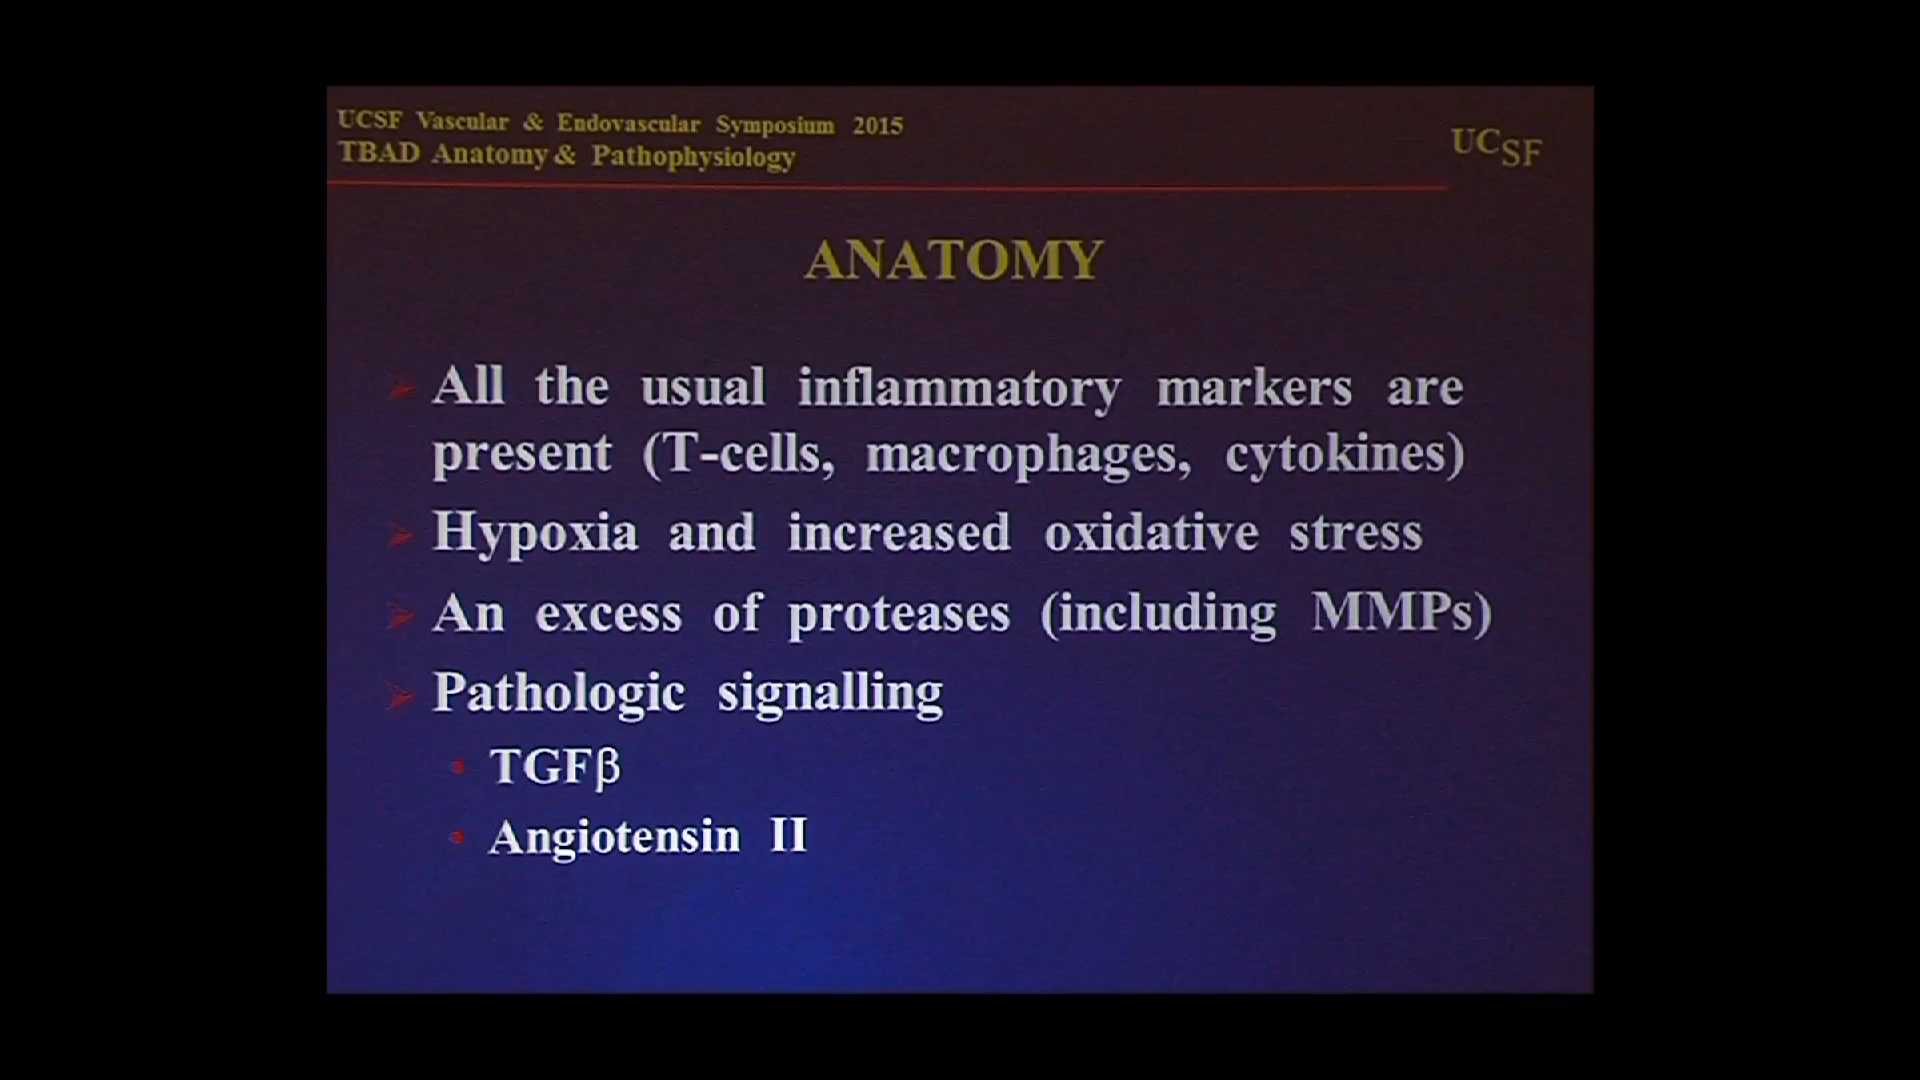 UCSF Vascular & Endovascular Symposium 2015
TBAD Anatomy & Pathophysiology
UCSF
ANATOMY
All the usual inflammatory markers are
present (T-cells, macrophages, cytokines)
Hypoxia and increased oxidative stress
An excess of proteases (including MMPs)
Pathologic signalling
TGFβ
Angiotensin II